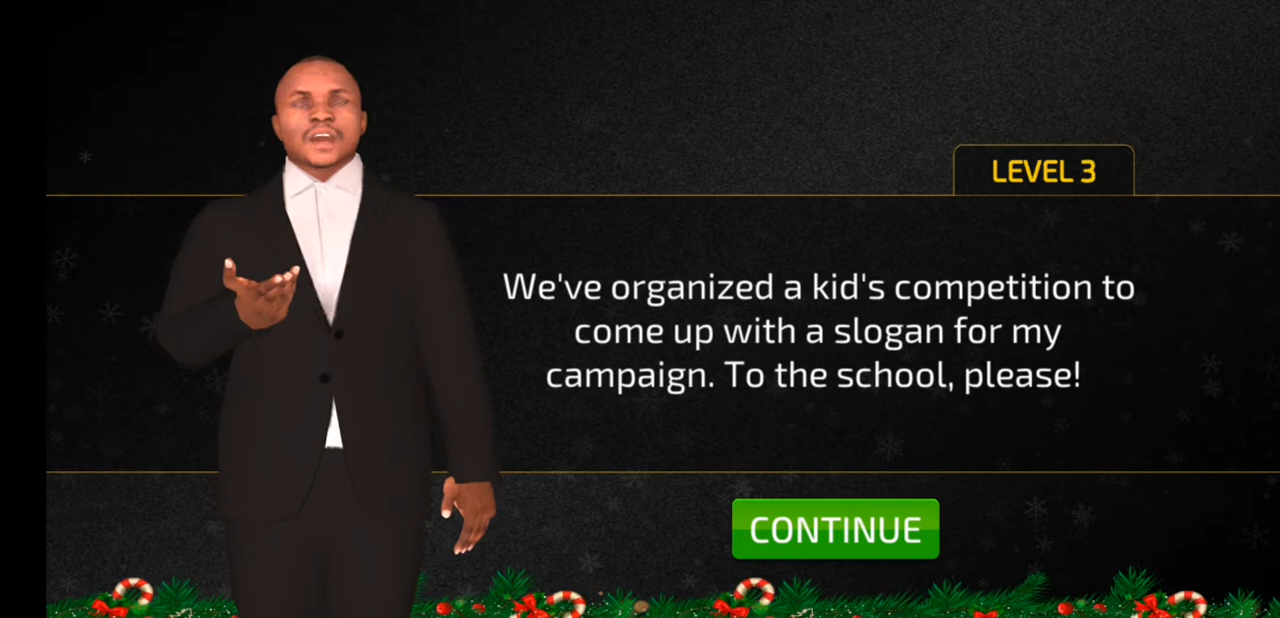 LEVEL 3
We've organized a kid's competition to
come up with a slogan for my
campaign. To the school, please!
CONTINUE